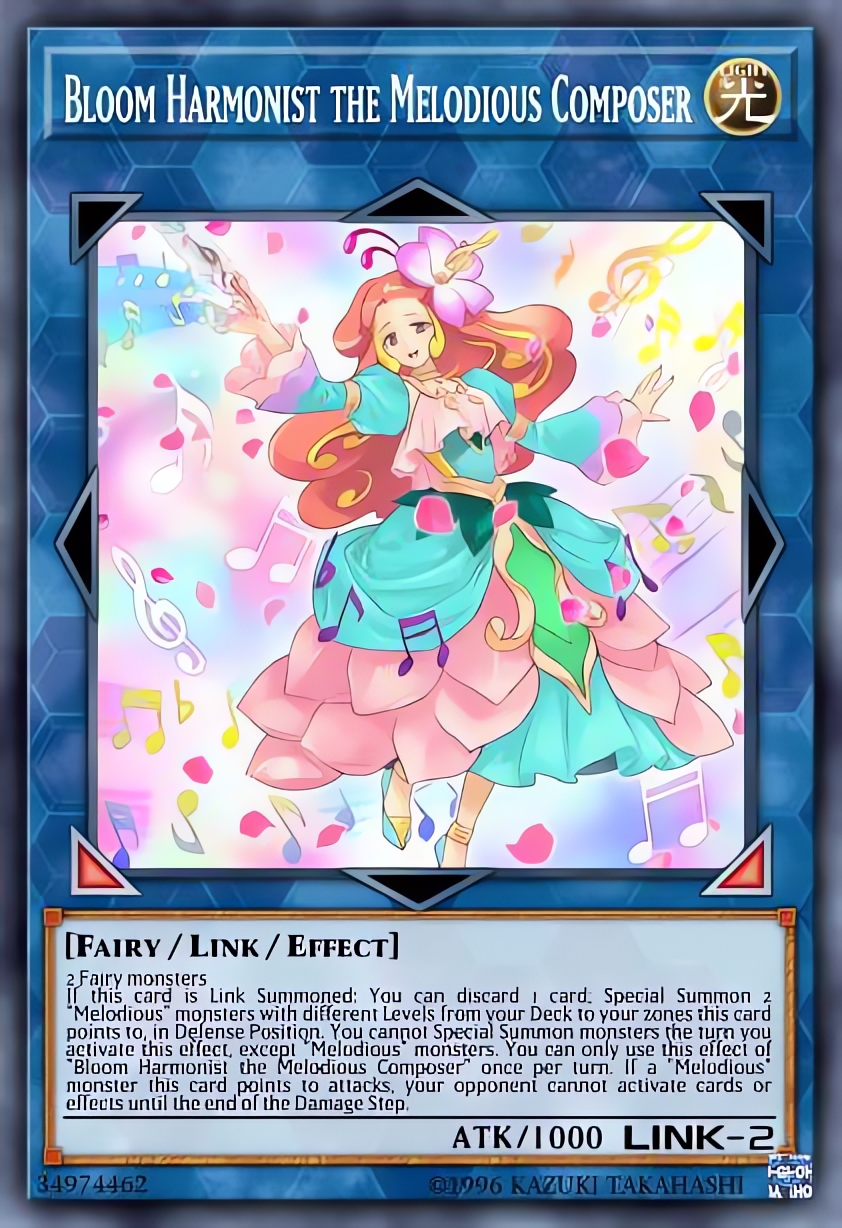 Bloom Harmonist the Melodious Composer
LIGHT
光
[Fairy / Link / Effect]
2 Fairy monsters
If this card is Link Summoned: You can discard 1 card; Special Summon 2
"Melodious" monsters with different Levels from your Deck to your zones this card
points to, in Defense Position. You cannot Special Summon monsters the turn you
activate this effect, except "Melodious" monsters. You can only use this effect of
"Bloom Harmonist the Melodious Composer" once per turn. If a "Melodious"
monster this card points to attacks, your opponent cannot activate cards or
effects until the end of the Damage Step.
ATK/1000 LINK-2
34974462 ©1996 KAZUKI TAKAHASHI